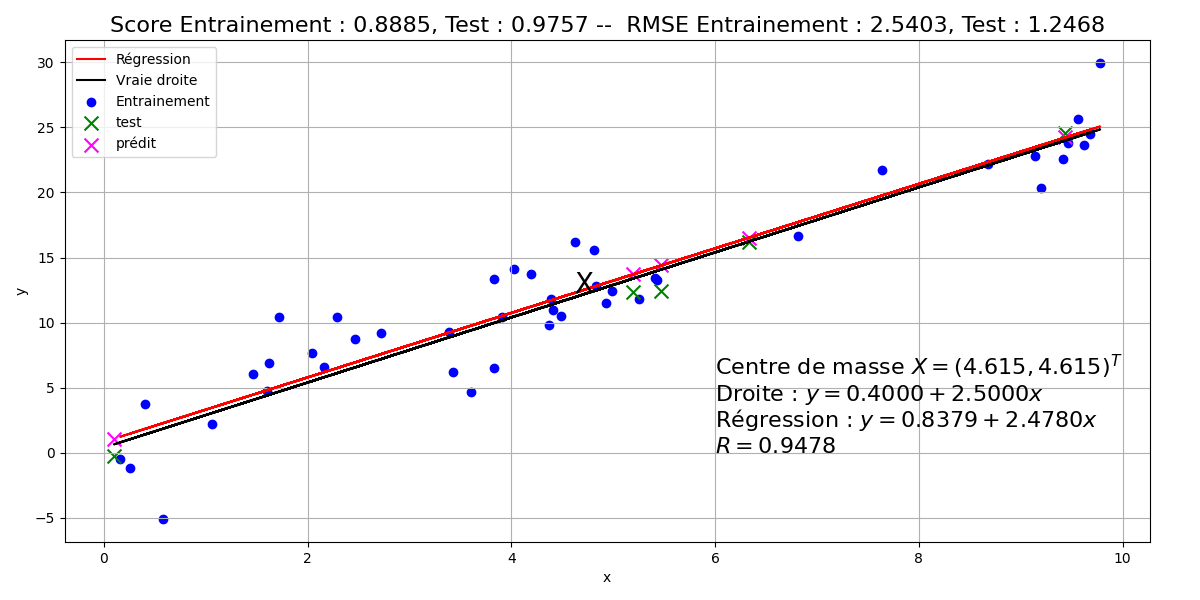 Score Entrainement : 0.8885, Test : 0.9757 --  RMSE Entrainement : 2.5403, Test : 1.2468
Régression
Vraie droite
Entrainement
test
prédit
30
25
20
15
10
5
0
−5
y
X
Centre de masse X = (4.615, 4.615)^T
Droite : y = 0.4000 + 2.5000x
Régression : y = 0.8379 + 2.4780x
R = 0.9478
0 2 4 6 8 10
x